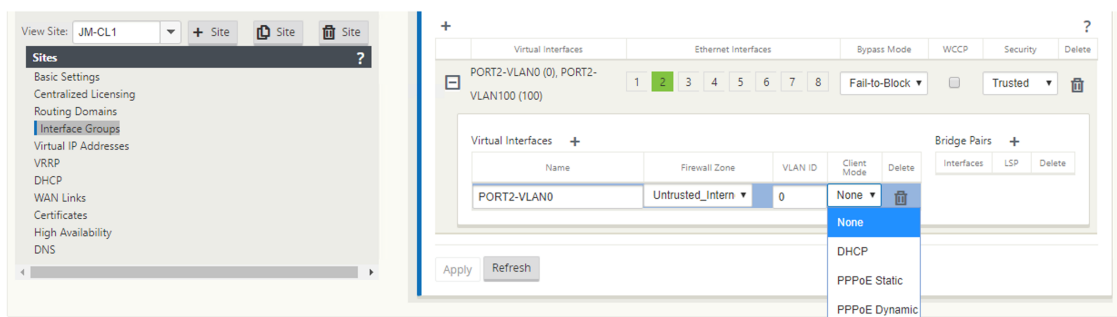 View Site: JM-CL1 + Site Site Site
Sites ?
Basic Settings
Centralized Licensing
Routing Domains
Interface Groups
Virtual IP Addresses
VRRP
DHCP
WAN Links
Certificates
High Availability
DNS
+ ?
Virtual Interfaces Ethernet Interfaces Bypass Mode WCCP Security Delete
PORT2-VLAN0 (0), PORT2-
VLAN100 (100)
1 2 3 4 5 6 7 8 Fail-to-Block Trusted
Virtual Interfaces +
Name Firewall Zone VLAN ID Client Mode Delete
PORT2-VLAN0 Untrusted_Intern 0 None
None
DHCP
PPPoE Static
PPPoE Dynamic
Bridge Pairs +
Interfaces LSP Delete
Apply Refresh